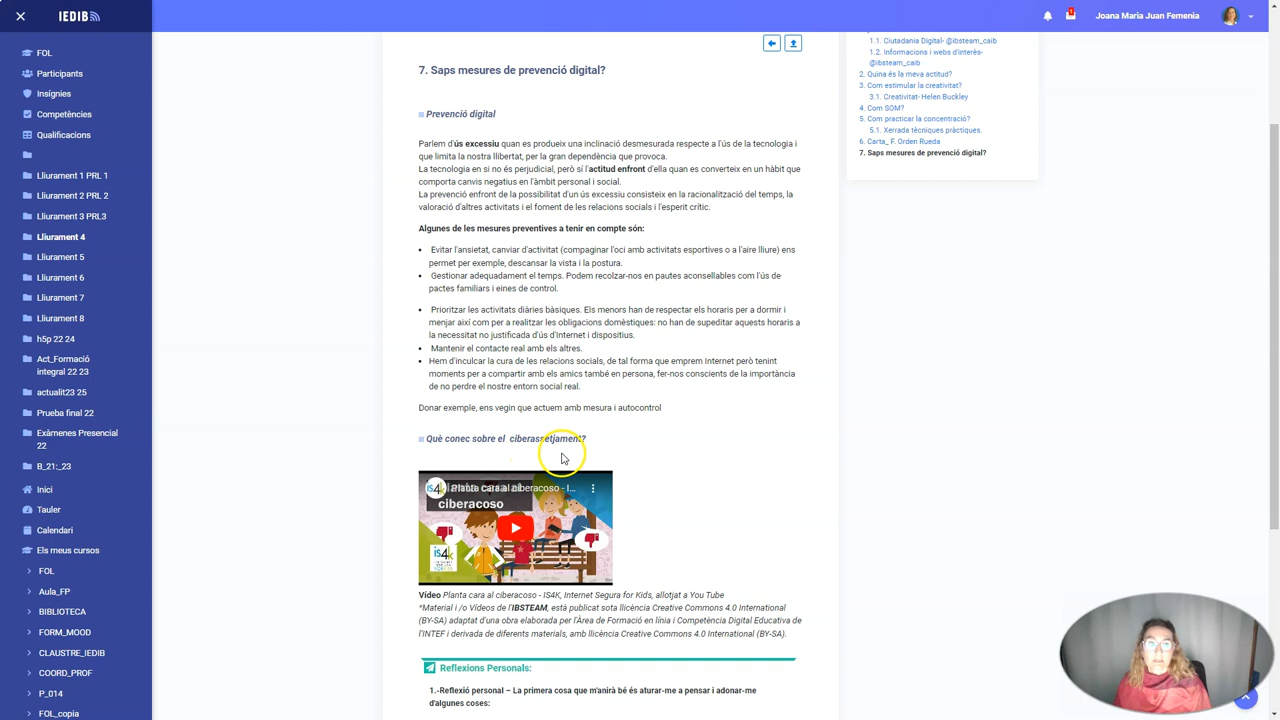 IEDIB
1
Joana Maria Juan Femenia
FOL
Participants
Insígnies
Competències
Qualificacions
Lliurament 1 PRL 1
Lliurament 2 PRL 2
Lliurament 3 PRL3
Lliurament 4
Lliurament 5
Lliurament 6
Lliurament 7
Lliurament 8
h5p 22 24
Act_Formació
integral 22 23
actualit23 25
Prueba final 22
Exàmenes Presencial
22
B_21:_23
Inici
Tauler
Calendari
Els meus cursos
FOL
Aula_FP
BIBLIOTECA
FORM_MOOD
CLAUSTRE_IEDIB
COORD_PROF
P_014
FOL_copia
7. Saps mesures de prevenció digital?
Prevenció digital
Parlem d'ús excessiu quan es produeix una inclinació desmesurada respecte a l'ús de la tecnologia i
que limita la nostra llibertat, per la gran dependència que provoca.
La tecnologia en si no és perjudicial, però sí l'actitud enfront d'ella quan es converteix en un hàbit que
comporta canvis negatius en l'àmbit personal i social.
La prevenció enfront de la possibilitat d'un ús excessiu consisteix en la racionalització del temps, la
valoració d'altres activitats i el foment de les relacions socials i l'esperit crític.
Algunes de les mesures preventives a tenir en compte són:
• Evitar l'ansietat, canviar d'activitat (compaginar l'oci amb activitats esportives o a l'aire lliure) ens
permet per exemple, descansar la vista i la postura.
• Gestionar adequadament el temps. Podem recolzar-nos en pautes aconsellables com l'ús de
pactes familiars i eines de control.
• Prioritzar les activitats diàries bàsiques. Els menors han de respectar els horaris per a dormir i
menjar així com per a realitzar les obligacions domèstiques: no han de supeditar aquests horaris a
la necessitat no justificada d'ús d'Internet i dispositius.
• Mantenir el contacte real amb els altres.
• Hem d'inculcar la cura de les relacions socials, de tal forma que emprem Internet però tenint
moments per a compartir amb els amics també en persona, fer-nos conscients de la importància
de no perdre el nostre entorn social real.
Donar exemple, ens vegin que actuem amb mesura i autocontrol
Què conec sobre el ciberassetjament?
is4k
Planta cara al ciberacoso - I...
ciberacoso
is4k
Vídeo Planta cara al ciberacoso - IS4K, Internet Segura for Kids, allotjat a You Tube
*Material i /o Vídeos de l'IBSTEAM, està publicat sota llicència Creative Commons 4.0 International
(BY-SA) adaptat d'una obra elaborada per l'Àrea de Formació en línia i Competència Digital Educativa de
l'INTEF i derivada de diferents materials, amb llicència Creative Commons 4.0 International (BY-SA).
Reflexions Personals:
1.-Reflexió personal – La primera cosa que m'anirà bé és aturar-me a pensar i adonar-me
d'algunes coses:
1.1. Ciutadania Digital- @ibsteam_caib
1.2. Informacions i webs d'interès-
@ibsteam_caib
2. Quina és la meva actitud?
3. Com estimular la creativitat?
3.1. Creativitat- Helen Buckley
4. Com SOM?
5. Com practicar la concentració?
5.1. Xerrada tècniques pràctiques.
6. Carta_ F. Orden Rueda
7. Saps mesures de prevenció digital?